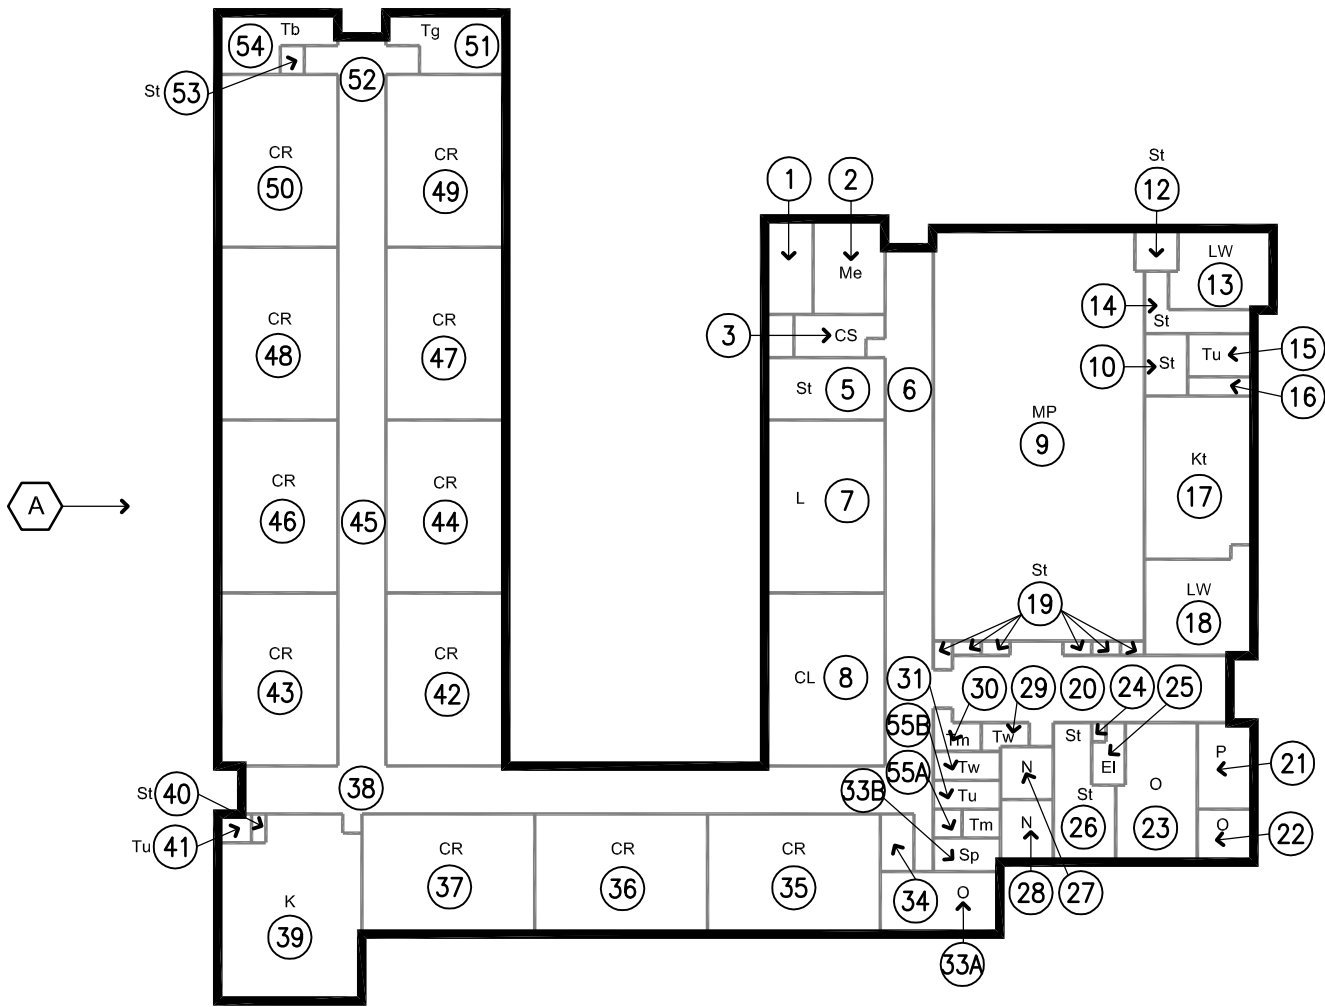 54 Tb Tg 51
52
St 53
CR CR
50 49
1 2
St
12
Me
LW
13
14
St
3 CS
CR CR
48 47
10 St Tu 15
16
St 5 6
MP
9
Kt
17
CR CR
46 45 44
L 7
A
St
19
LW
18
CR CR
43 42
CL 8
31 30 29 20 24 25
55B Tm Tw St
P
21
Tw N El
55A
O
St 40 38
33B Tu St
Tu 41
Tm N 26 23 O 22
CR CR CR
37 36 35
Sp
K
39
34 O 28 27
33A